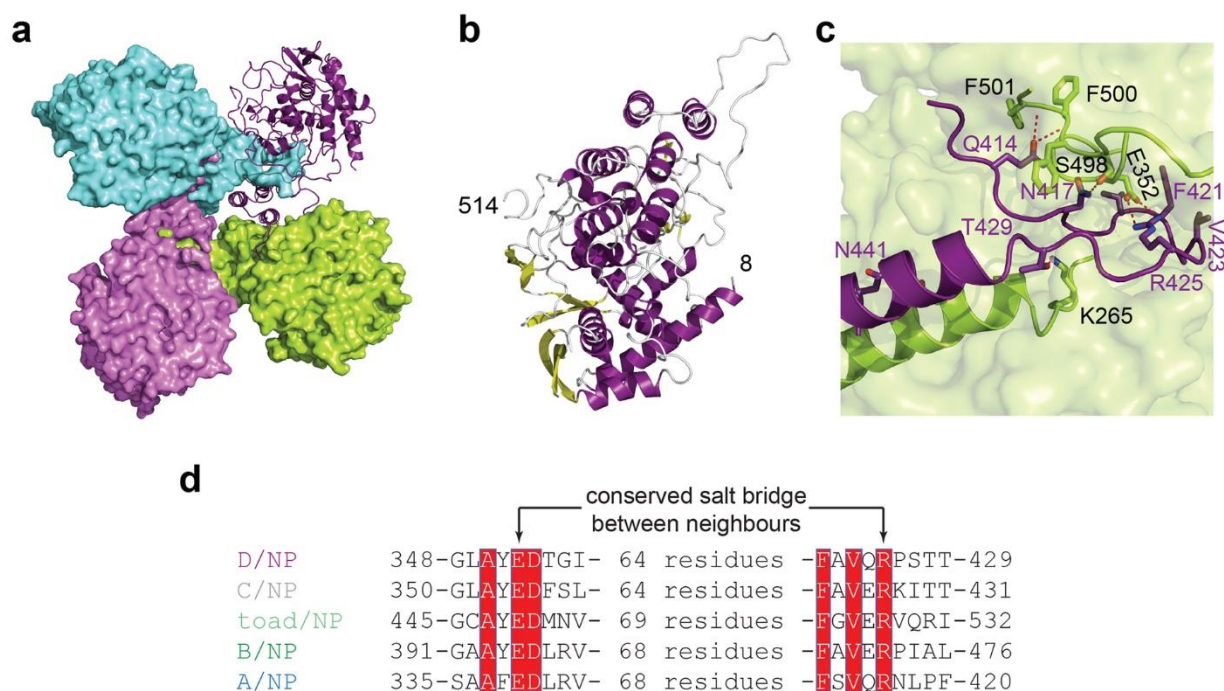 a
b
c
514
8
F501
F500
Q414
S498
E352
N417
F421
T429
V423
N441
R425
K265
d
conserved salt bridge
between neighbours
D/NP 348-GLAYEDTGI- 64 residues -FAVQRPSTT-429
C/NP 350-GLAYEDFSL- 64 residues -FAVERKITT-431
toad/NP 445-GCAYEDMNV- 69 residues -FGVERVQRI-532
B/NP 391-GAAYEDLRV- 68 residues -FAVERPIAL-476
A/NP 335-SAAFEDLRV- 68 residues -FSVQRNLPF-420